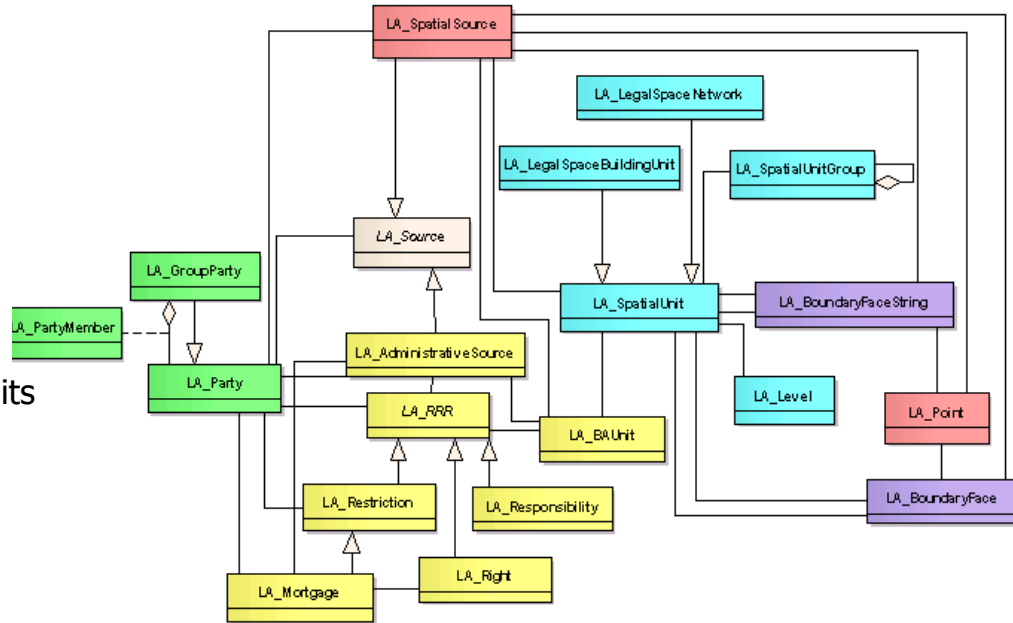 LA_SpatialSource
LA_LegalSpaceNetwork
LA_LegalSpaceBuildingUnit
LA_SpatialUnitGroup
LA_Source
LA_GroupParty
LA_SpatialUnit
LA_BoundaryFaceString
LA_PartyMember
LA_AdministrativeSource
LA_Party
its
LA_Level
LA_RRR
LA_Point
LA_BAUnit
LA_Restriction
LA_Responsibility
LA_BoundaryFace
LA_Right
LA_Mortgage